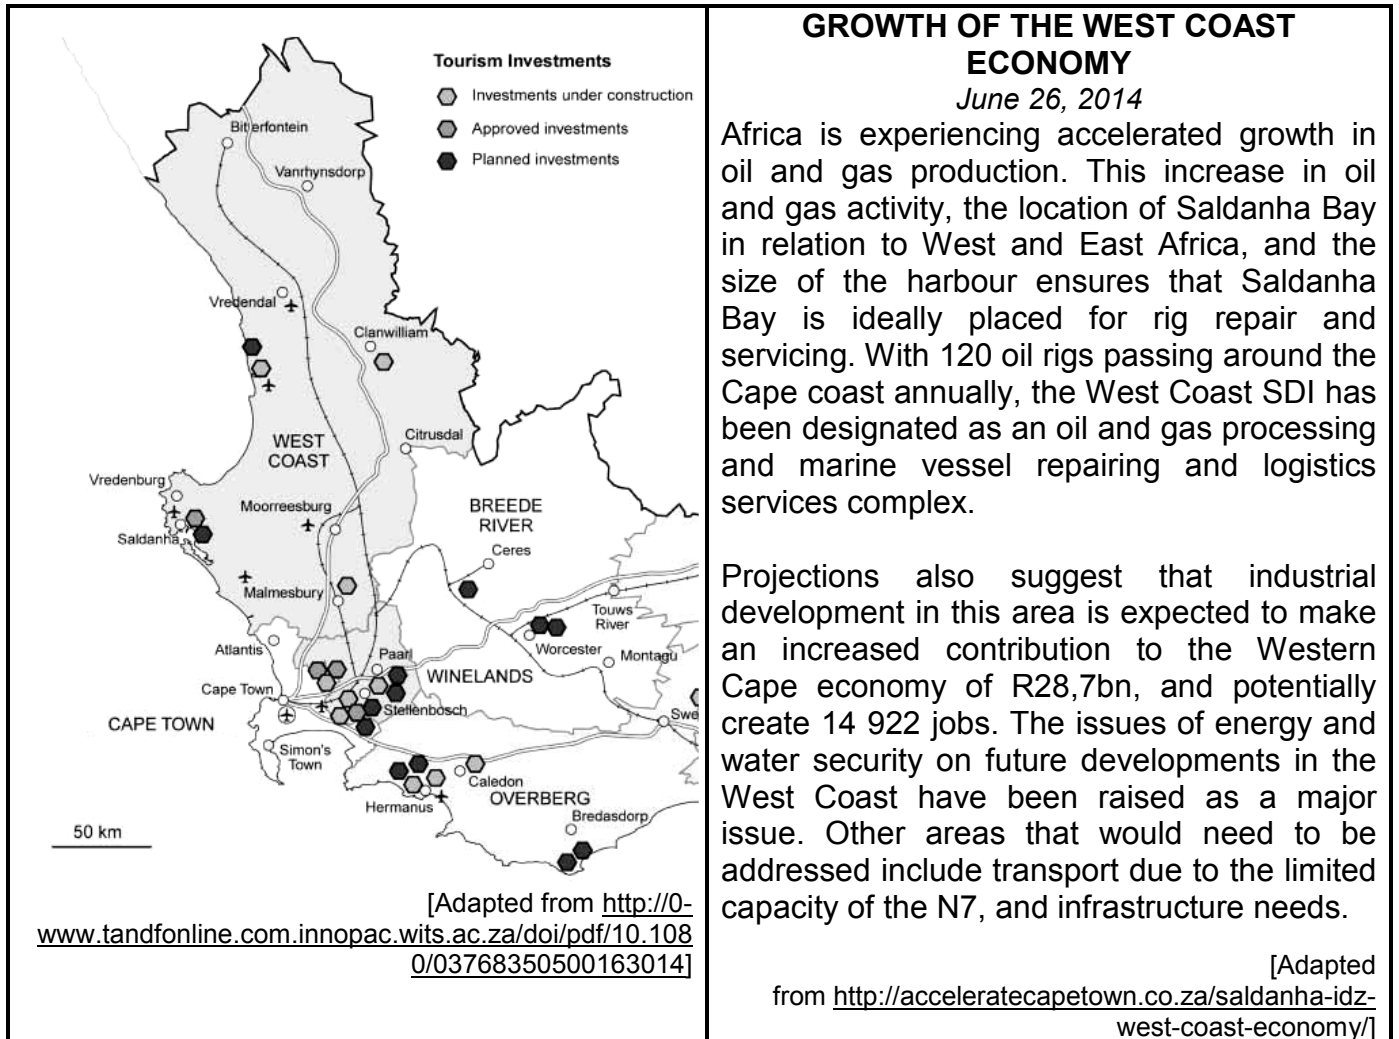 Tourism Investments
Investments under construction
Approved investments
Planned investments
Bitterfontein
Vanrhynsdorp
Vredendal
Clanwilliam
WEST
COAST
Citrusdal
Vredenburg
Moorreesburg
BREEDE
RIVER
Saldanha
Ceres
Malmesbury
Touws
River
Atlantis
Worcester
Montagu
Paarl
WINELANDS
Cape Town
Stellenbosch
Swe
CAPE TOWN
Simon's
Town
Caledon
Hermanus
OVERBERG
Bredasdorp
50 km
[Adapted from http://0-
www.tandfonline.com.innopac.wits.ac.za/doi/pdf/10.108
0/03768350500163014]
GROWTH OF THE WEST COAST
ECONOMY
June 26, 2014
Africa is experiencing accelerated growth in
oil and gas production. This increase in oil
and gas activity, the location of Saldanha Bay
in relation to West and East Africa, and the
size of the harbour ensures that Saldanha
Bay is ideally placed for rig repair and
servicing. With 120 oil rigs passing around the
Cape coast annually, the West Coast SDI has
been designated as an oil and gas processing
and marine vessel repairing and logistics
services complex.
Projections also suggest that industrial
development in this area is expected to make
an increased contribution to the Western
Cape economy of R28,7bn, and potentially
create 14 922 jobs. The issues of energy and
water security on future developments in the
West Coast have been raised as a major
issue. Other areas that would need to be
addressed include transport due to the limited
capacity of the N7, and infrastructure needs.
[Adapted
from http://acceleratecapetown.co.za/saldanha-idz-
west-coast-economy/]